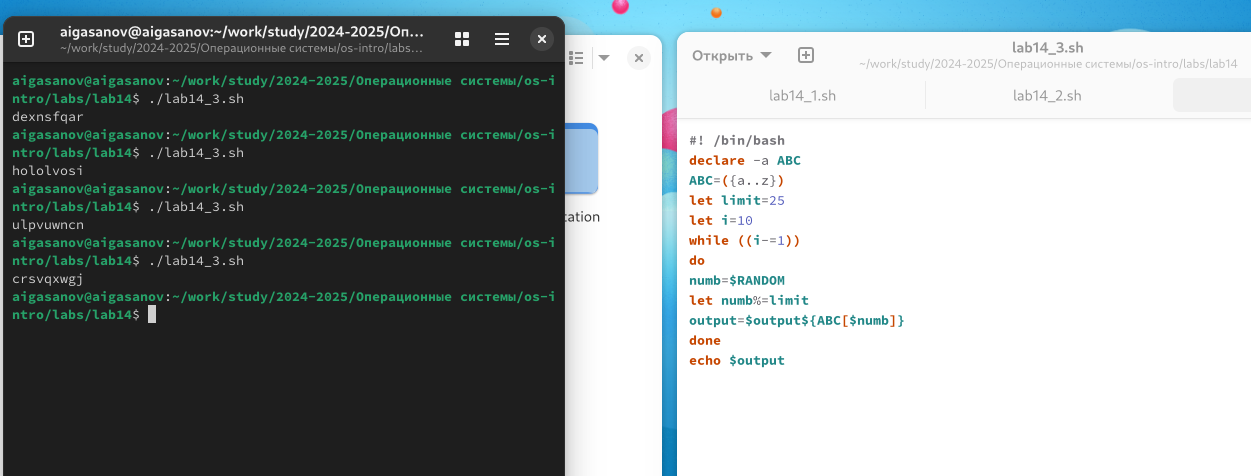 aigasanov@aigasanov:~/work/study/2024-2025/Оп...
~/work/study/2024-2025/Операционные системы/os-intro/labs...
aigasanov@aigasanov:~/work/study/2024-2025/Операционные системы/os-i
ntro/labs/lab14$ ./lab14_3.sh
dexnsfqar
aigasanov@aigasanov:~/work/study/2024-2025/Операционные системы/os-i
ntro/labs/lab14$ ./lab14_3.sh
hololvosi
aigasanov@aigasanov:~/work/study/2024-2025/Операционные системы/os-i
ntro/labs/lab14$ ./lab14_3.sh
ulpvuwncn
aigasanov@aigasanov:~/work/study/2024-2025/Операционные системы/os-i
ntro/labs/lab14$ ./lab14_3.sh
crsvqxwgj
aigasanov@aigasanov:~/work/study/2024-2025/Операционные системы/os-i
ntro/labs/lab14$
tation
Открыть
lab14_3.sh
~/work/study/2024-2025/Операционные системы/os-intro/labs/lab14
lab14_1.sh
lab14_2.sh
#! /bin/bash
declare -a ABC
ABC=({a..z})
let limit=25
let i=10
while ((i-=1))
do
numb=$RANDOM
let numb%=limit
output=$output${ABC[$numb]}
done
echo $output